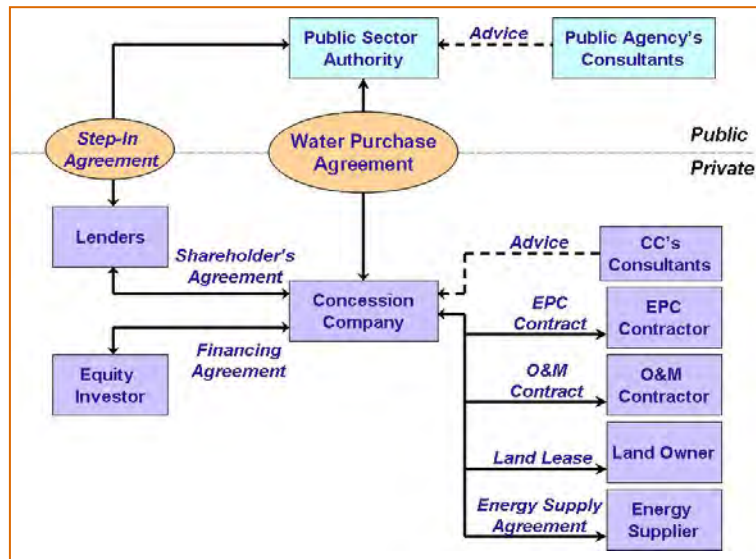 Public Sector
Authority
Advice
Public Agency's
Consultants
Step-In
Agreement
Water Purchase
Agreement
Public
Private
Lenders
Shareholder's
Agreement
Advice
CC's
Consultants
Concession
Company
EPC
Contract
EPC
Contractor
Financing
Agreement
Equity
Investor
O&M
Contract
O&M
Contractor
Land Lease
Land Owner
Energy Supply
Agreement
Energy
Supplier